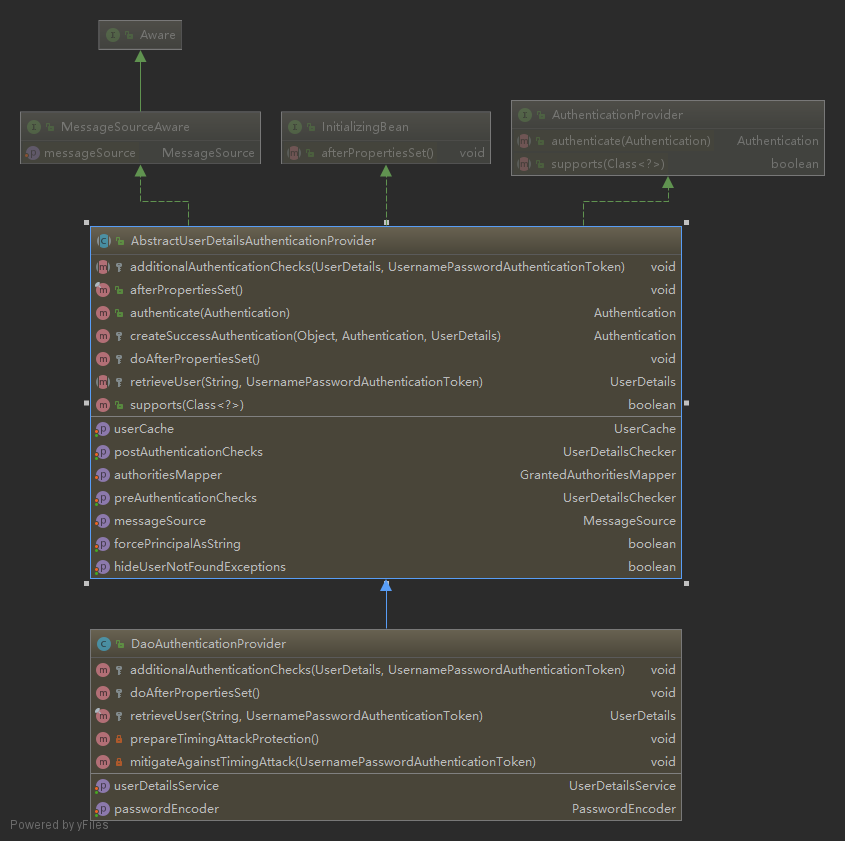 Aware
MessageSourceAware
messageSource MessageSource
InitializingBean
afterPropertiesSet() void
AuthenticationProvider
authenticate(Authentication) Authentication
supports(Class<?>) boolean
AbstractUserDetailsAuthenticationProvider
additionalAuthenticationChecks(UserDetails, UsernamePasswordAuthenticationToken) void
afterPropertiesSet() void
authenticate(Authentication) Authentication
createSuccessAuthentication(Object, Authentication, UserDetails) Authentication
doAfterPropertiesSet() void
retrieveUser(String, UsernamePasswordAuthenticationToken) UserDetails
supports(Class<?>) boolean
userCache UserCache
postAuthenticationChecks UserDetailsChecker
authoritiesMapper GrantedAuthoritiesMapper
preAuthenticationChecks UserDetailsChecker
messageSource MessageSource
forcePrincipalAsString boolean
hideUserNotFoundExceptions boolean
DaoAuthenticationProvider
additionalAuthenticationChecks(UserDetails, UsernamePasswordAuthenticationToken) void
doAfterPropertiesSet() void
retrieveUser(String, UsernamePasswordAuthenticationToken) UserDetails
prepareTimingAttackProtection() void
mitigateAgainstTimingAttack(UsernamePasswordAuthenticationToken) void
userDetailsService UserDetailsService
passwordEncoder PasswordEncoder
Powered by yFiles